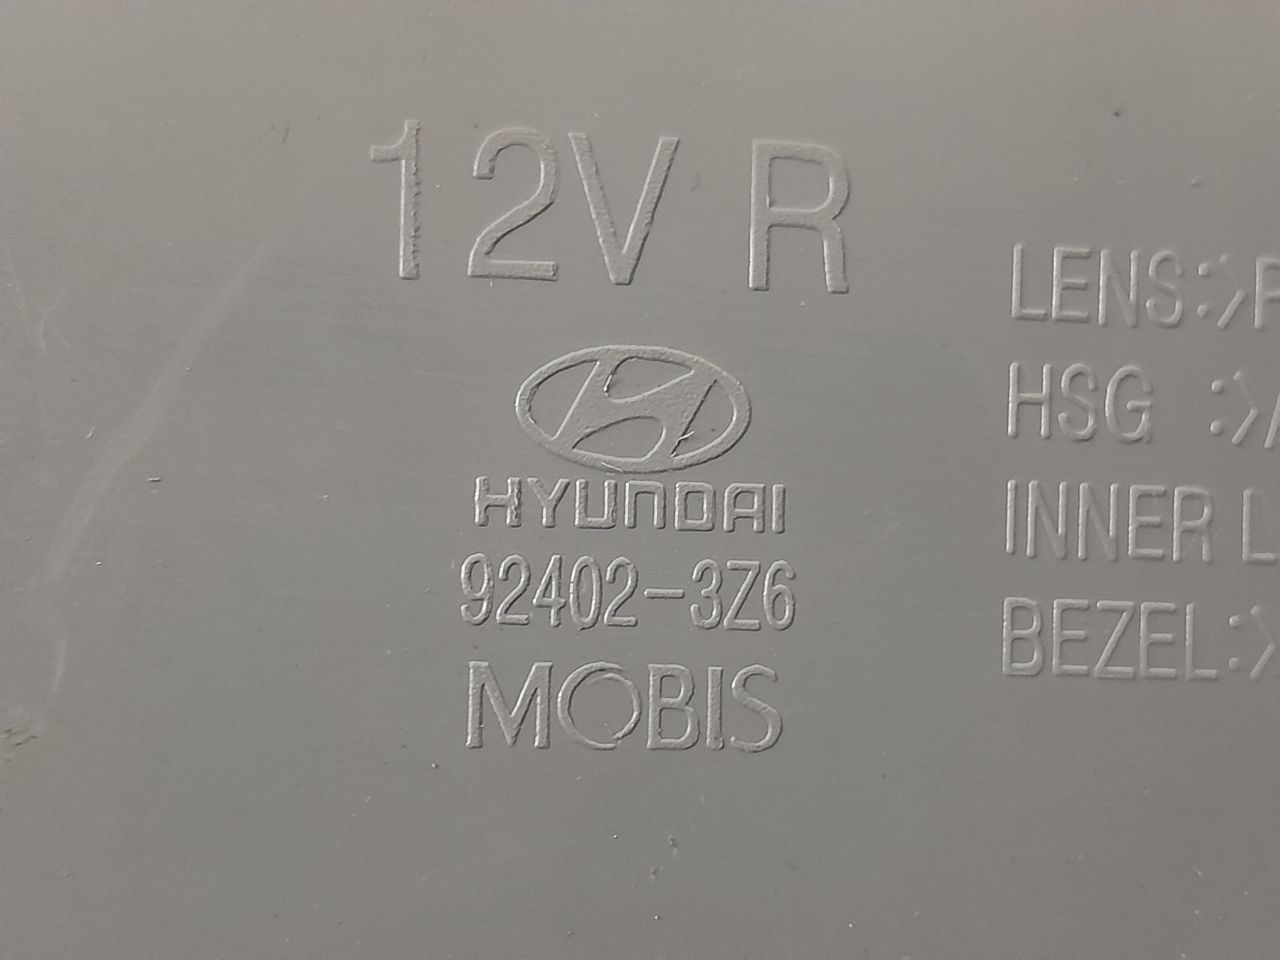 12V R
HYUNDAI
92402-3Z6
MOBIS
LENS:>P
HSG :>
INNER L
BEZEL:>